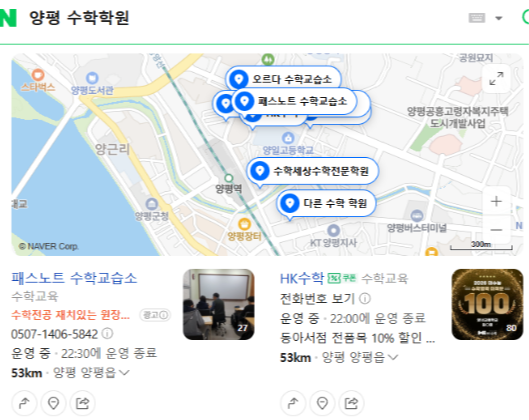 N 양평 수학학원
공원묘지
스타벅스
양평도서관
오르다 수학교습소
패스노트 수학교습소
양평공흥고령자복지주택
도시개발사업
양근리
양일고등학교
수학세상수학전문학원
양평역
다른 수학 학원
대교
양평군청
양평장터
KT 양평지사
양평버스터미널
© NAVER Corp.
300m
패스노트 수학교습소
수학교육
수학전공 재치있는 원장...
광고
0507-1406-5842
운영 중 · 22:30에 운영 종료
53km · 양평 양평읍
27
HK수학 쿠폰 수학교육
전화번호 보기
운영 중 · 22:00에 운영 종료
동아서점 전품목 10% 할인 ...
53km · 양평 양평읍
100
80